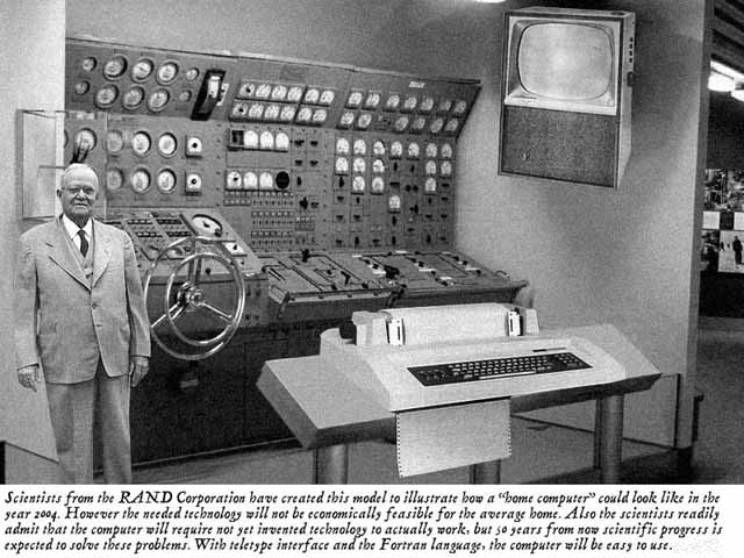 Scientists from the RAND Corporation have created this model to illustrate how a "home computer" could look like in the
year 2004. However the needed technology will not be economically feasible for the average home. Also the scientists readily
admit that the computer will require not yet invented technology to actually work, but 50 years from now scientific progress is
expected to solve these problems. With teletype interface and the Fortran language, the computer will be easy to use.